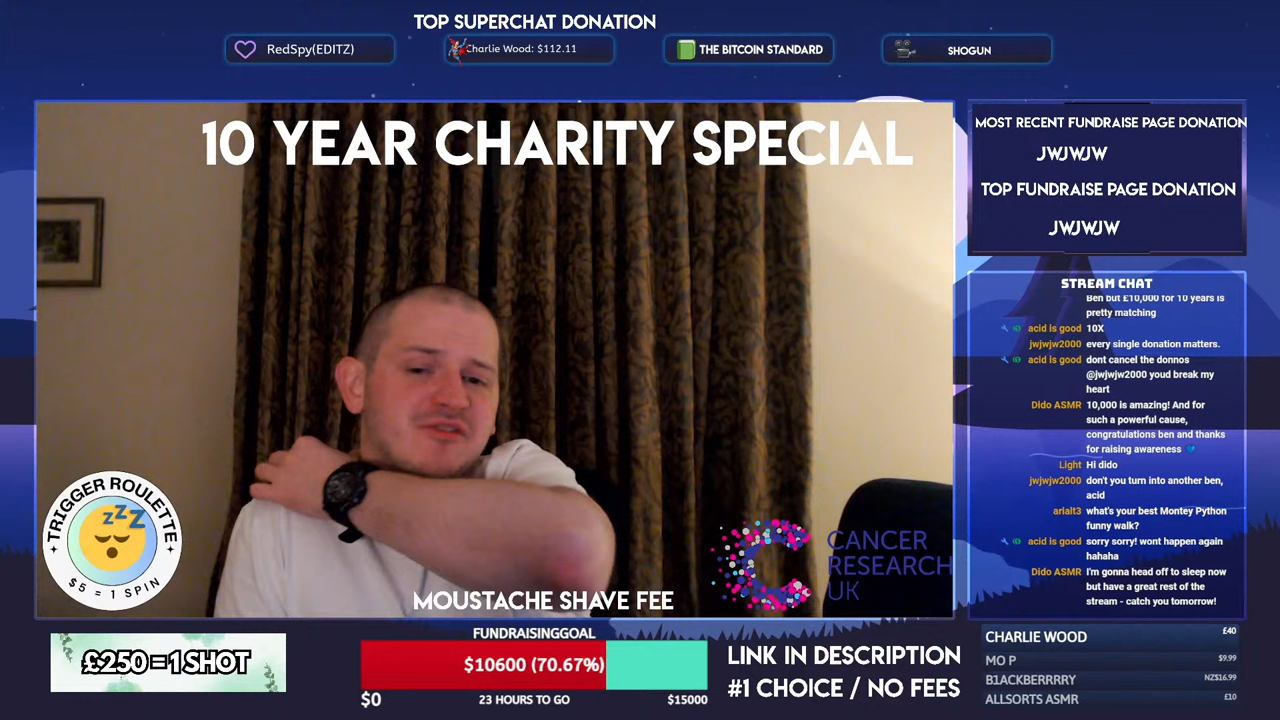 TOP SUPERCHAT DONATION
RedSpy(EDITZ)
Charlie Wood: $112.11
THE BITCOIN STANDARD
SHOGUN
10 YEAR CHARITY SPECIAL
MOST RECENT FUNDRAISE PAGE DONATION
JWJWJW
TOP FUNDRAISE PAGE DONATION
JWJWJW
STREAM CHAT
Ben but £10,000 for 10 years is
pretty matching
acid is good 10X
jwjwjw2000 every single donation matters.
acid is good dont cancel the donnos
@jwjwjw2000 youd break my
heart
Dido ASMR 10,000 is amazing! And for
such a powerful cause,
congratulations ben and thanks
for raising awareness
Light Hi dido
jwjwjw2000 don't you turn into another ben,
acid
arialt3 what's your best Montey Python
funny walk?
acid is good sorry sorry! wont happen again
hahaha
Dido ASMR I'm gonna head off to sleep now
but have a great rest of the
stream - catch you tomorrow!
TRIGGER ROULETTE
zzz
$5 = 1 SPIN
CANCER
RESEARCH
UK
MOUSTACHE SHAVE FEE
£250 = 1 SHOT
FUNDRAISINGGOAL
$10600 (70.67%)
$0
23 HOURS TO GO
$15000
LINK IN DESCRIPTION
#1 CHOICE / NO FEES
CHARLIE WOOD £40
MO P $9.99
B1ACKBERRRRY NZ$16.99
ALLSORTS ASMR £10